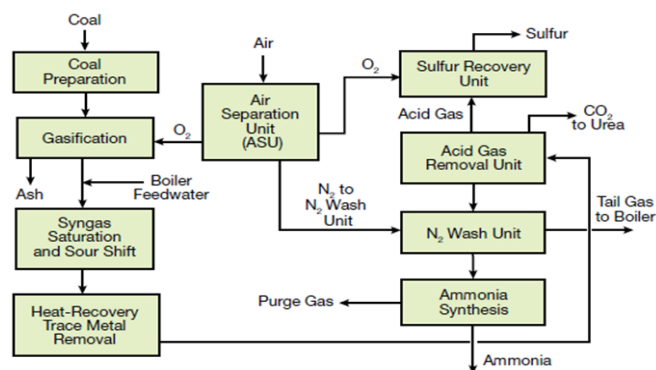 Coal
Coal
Preparation
Gasification
Ash
Boiler
Feedwater
Syngas
Saturation
and Sour Shift
Heat-Recovery
Trace Metal
Removal
Air
Air
Separation
Unit
(ASU)
O₂
O₂
N₂ to
N₂ Wash
Unit
Sulfur Recovery
Unit
Sulfur
Acid Gas
CO₂
to Urea
Acid Gas
Removal Unit
N₂ Wash Unit
Tail Gas
to Boiler
Ammonia
Synthesis
Purge Gas
Ammonia